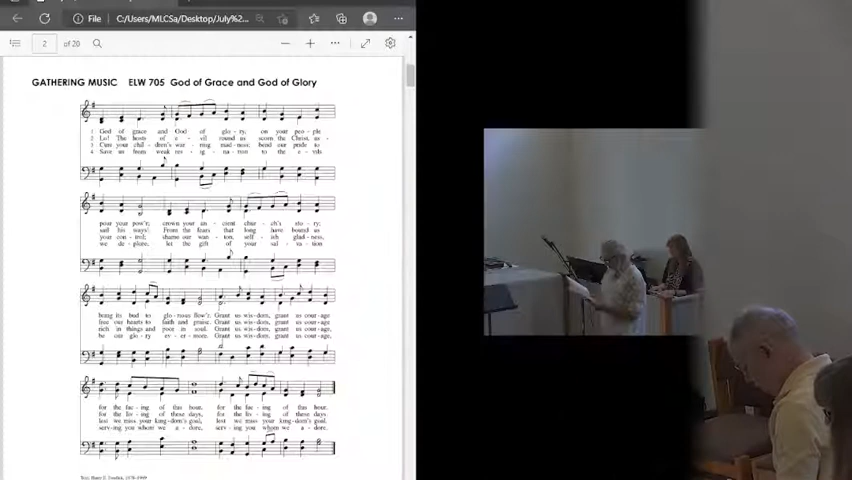 File C:/Users/MLCSa/Desktop/July%2...
2 of 20
GATHERING MUSIC ELW 705 God of Grace and God of Glory
1 God of grace and God of glo - ry, on your peo - ple
2 Lo! The hosts of e - vil round us scorn the Christ, as -
3 Cure your chil - dren's war - ring mad - ness; bend our pride to
4 Save us from weak res - ig - na - tion to the e - vils
pour your pow'r; crown your an - cient church's sto - ry;
sail his ways! From the fears that long have bound us
your con - trol; shame our wan - ton, self - ish glad - ness,
we de - plore; let the gift of your sal - va - tion
bring its bud to glo - rious flow'r. Grant us wis - dom, grant us cour - age
free our hearts to faith and praise. Grant us wis - dom, grant us cour - age
rich in things and poor in soul. Grant us wis - dom, grant us cour - age,
be our glo - ry ev - er - more. Grant us wis - dom, grant us cour - age,
for the fac - ing of this hour, for the fac - ing of this hour.
for the liv - ing of these days, for the liv - ing of these days.
lest we miss your king - dom's goal, lest we miss your king - dom's goal.
serv - ing you whom we a - dore, serv - ing you whom we a - dore.